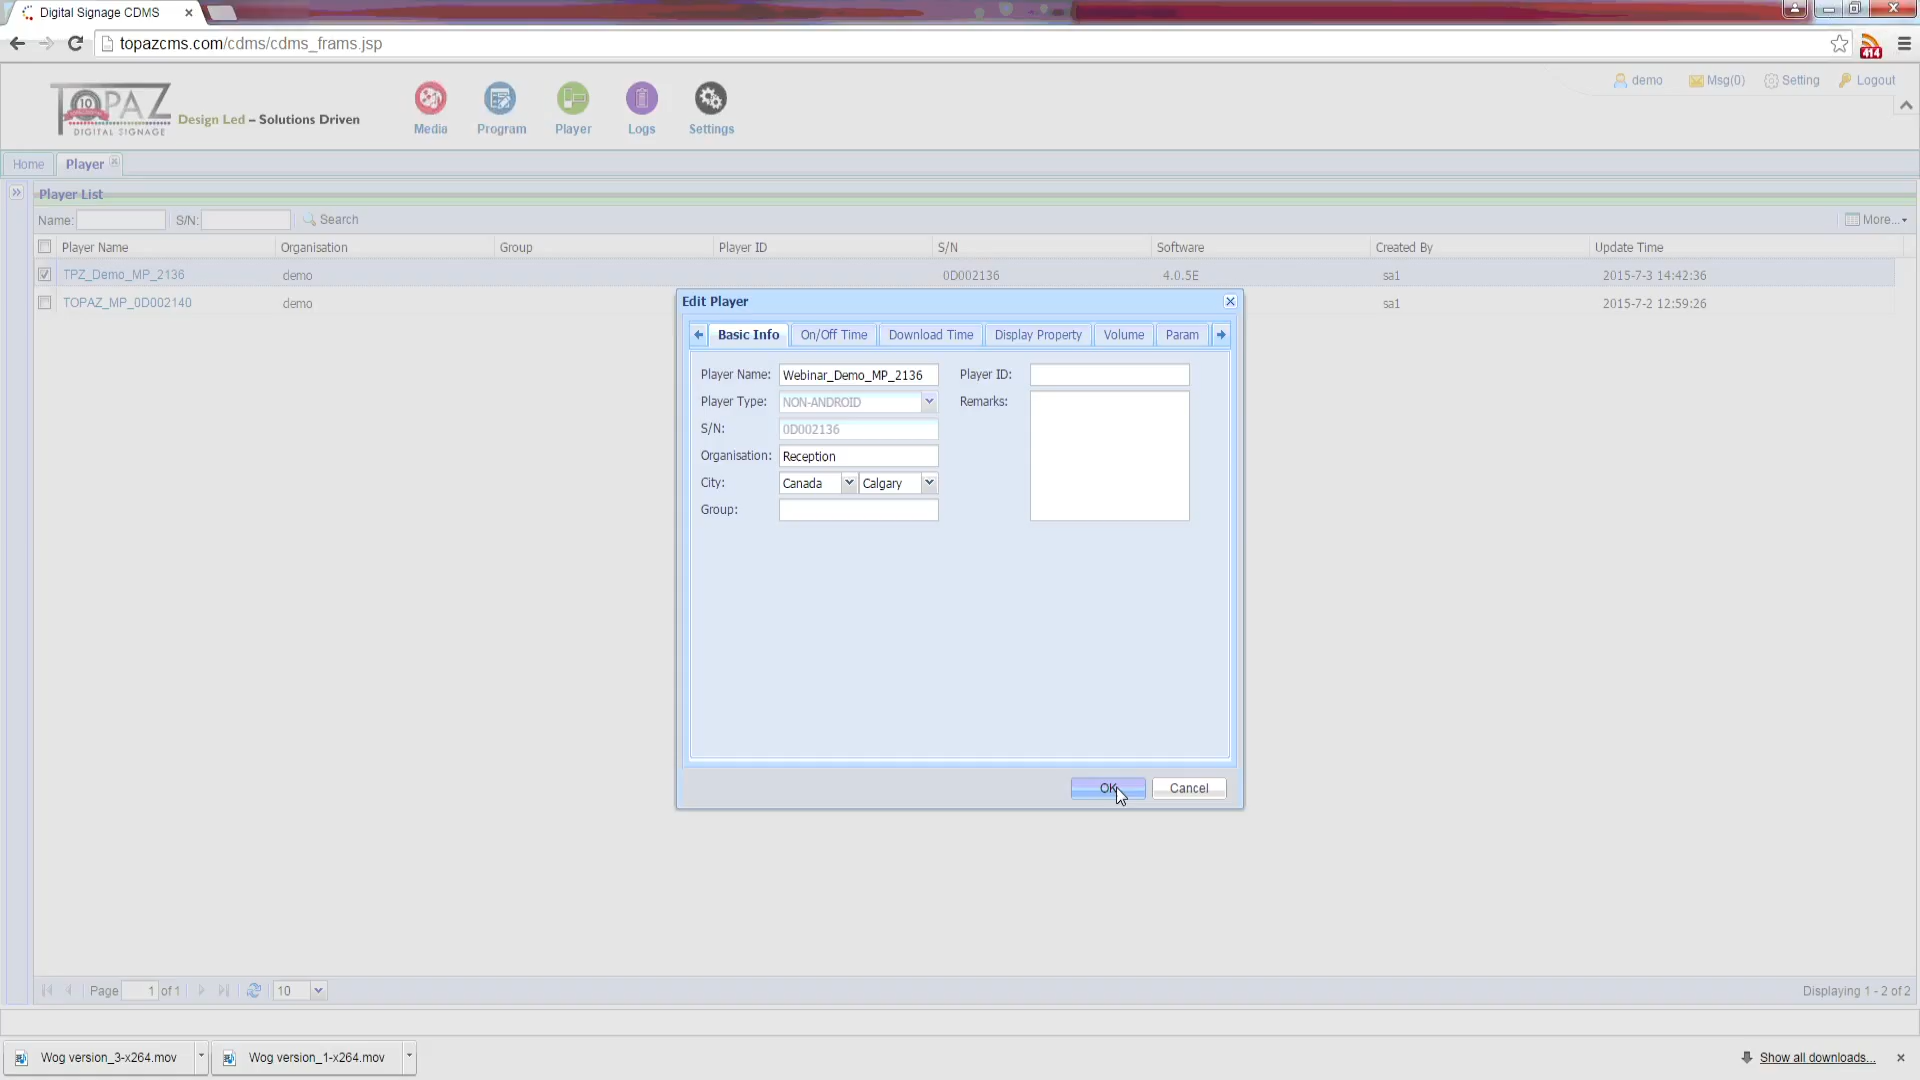 Digital Signage CDMS
topazcms.com/cdms/cdms_frams.jsp
414
demo
Msg(0)
Setting
Logout
TOPAZ
10
DIGITAL SIGNAGE
Design Led – Solutions Driven
Media
Program
Player
Logs
Settings
Home
Player
Player List
Name:
S/N:
Search
More...
Player Name
Organisation
Group
Player ID
S/N
Software
Created By
Update Time
TPZ_Demo_MP_2136
demo
0D002136
4.0.5E
sa1
2015-7-3 14:42:36
TOPAZ_MP_0D002140
demo
sa1
2015-7-2 12:59:26
Edit Player
Basic Info
On/Off Time
Download Time
Display Property
Volume
Param
Player Name:
Webinar_Demo_MP_2136
Player ID:
Player Type:
NON-ANDROID
Remarks:
S/N:
0D002136
Organisation:
Reception
City:
Canada
Calgary
Group:
OK
Cancel
Page
1 of 1
10
Displaying 1 - 2 of 2
Wog version_3-x264.mov
Wog version_1-x264.mov
Show all downloads...